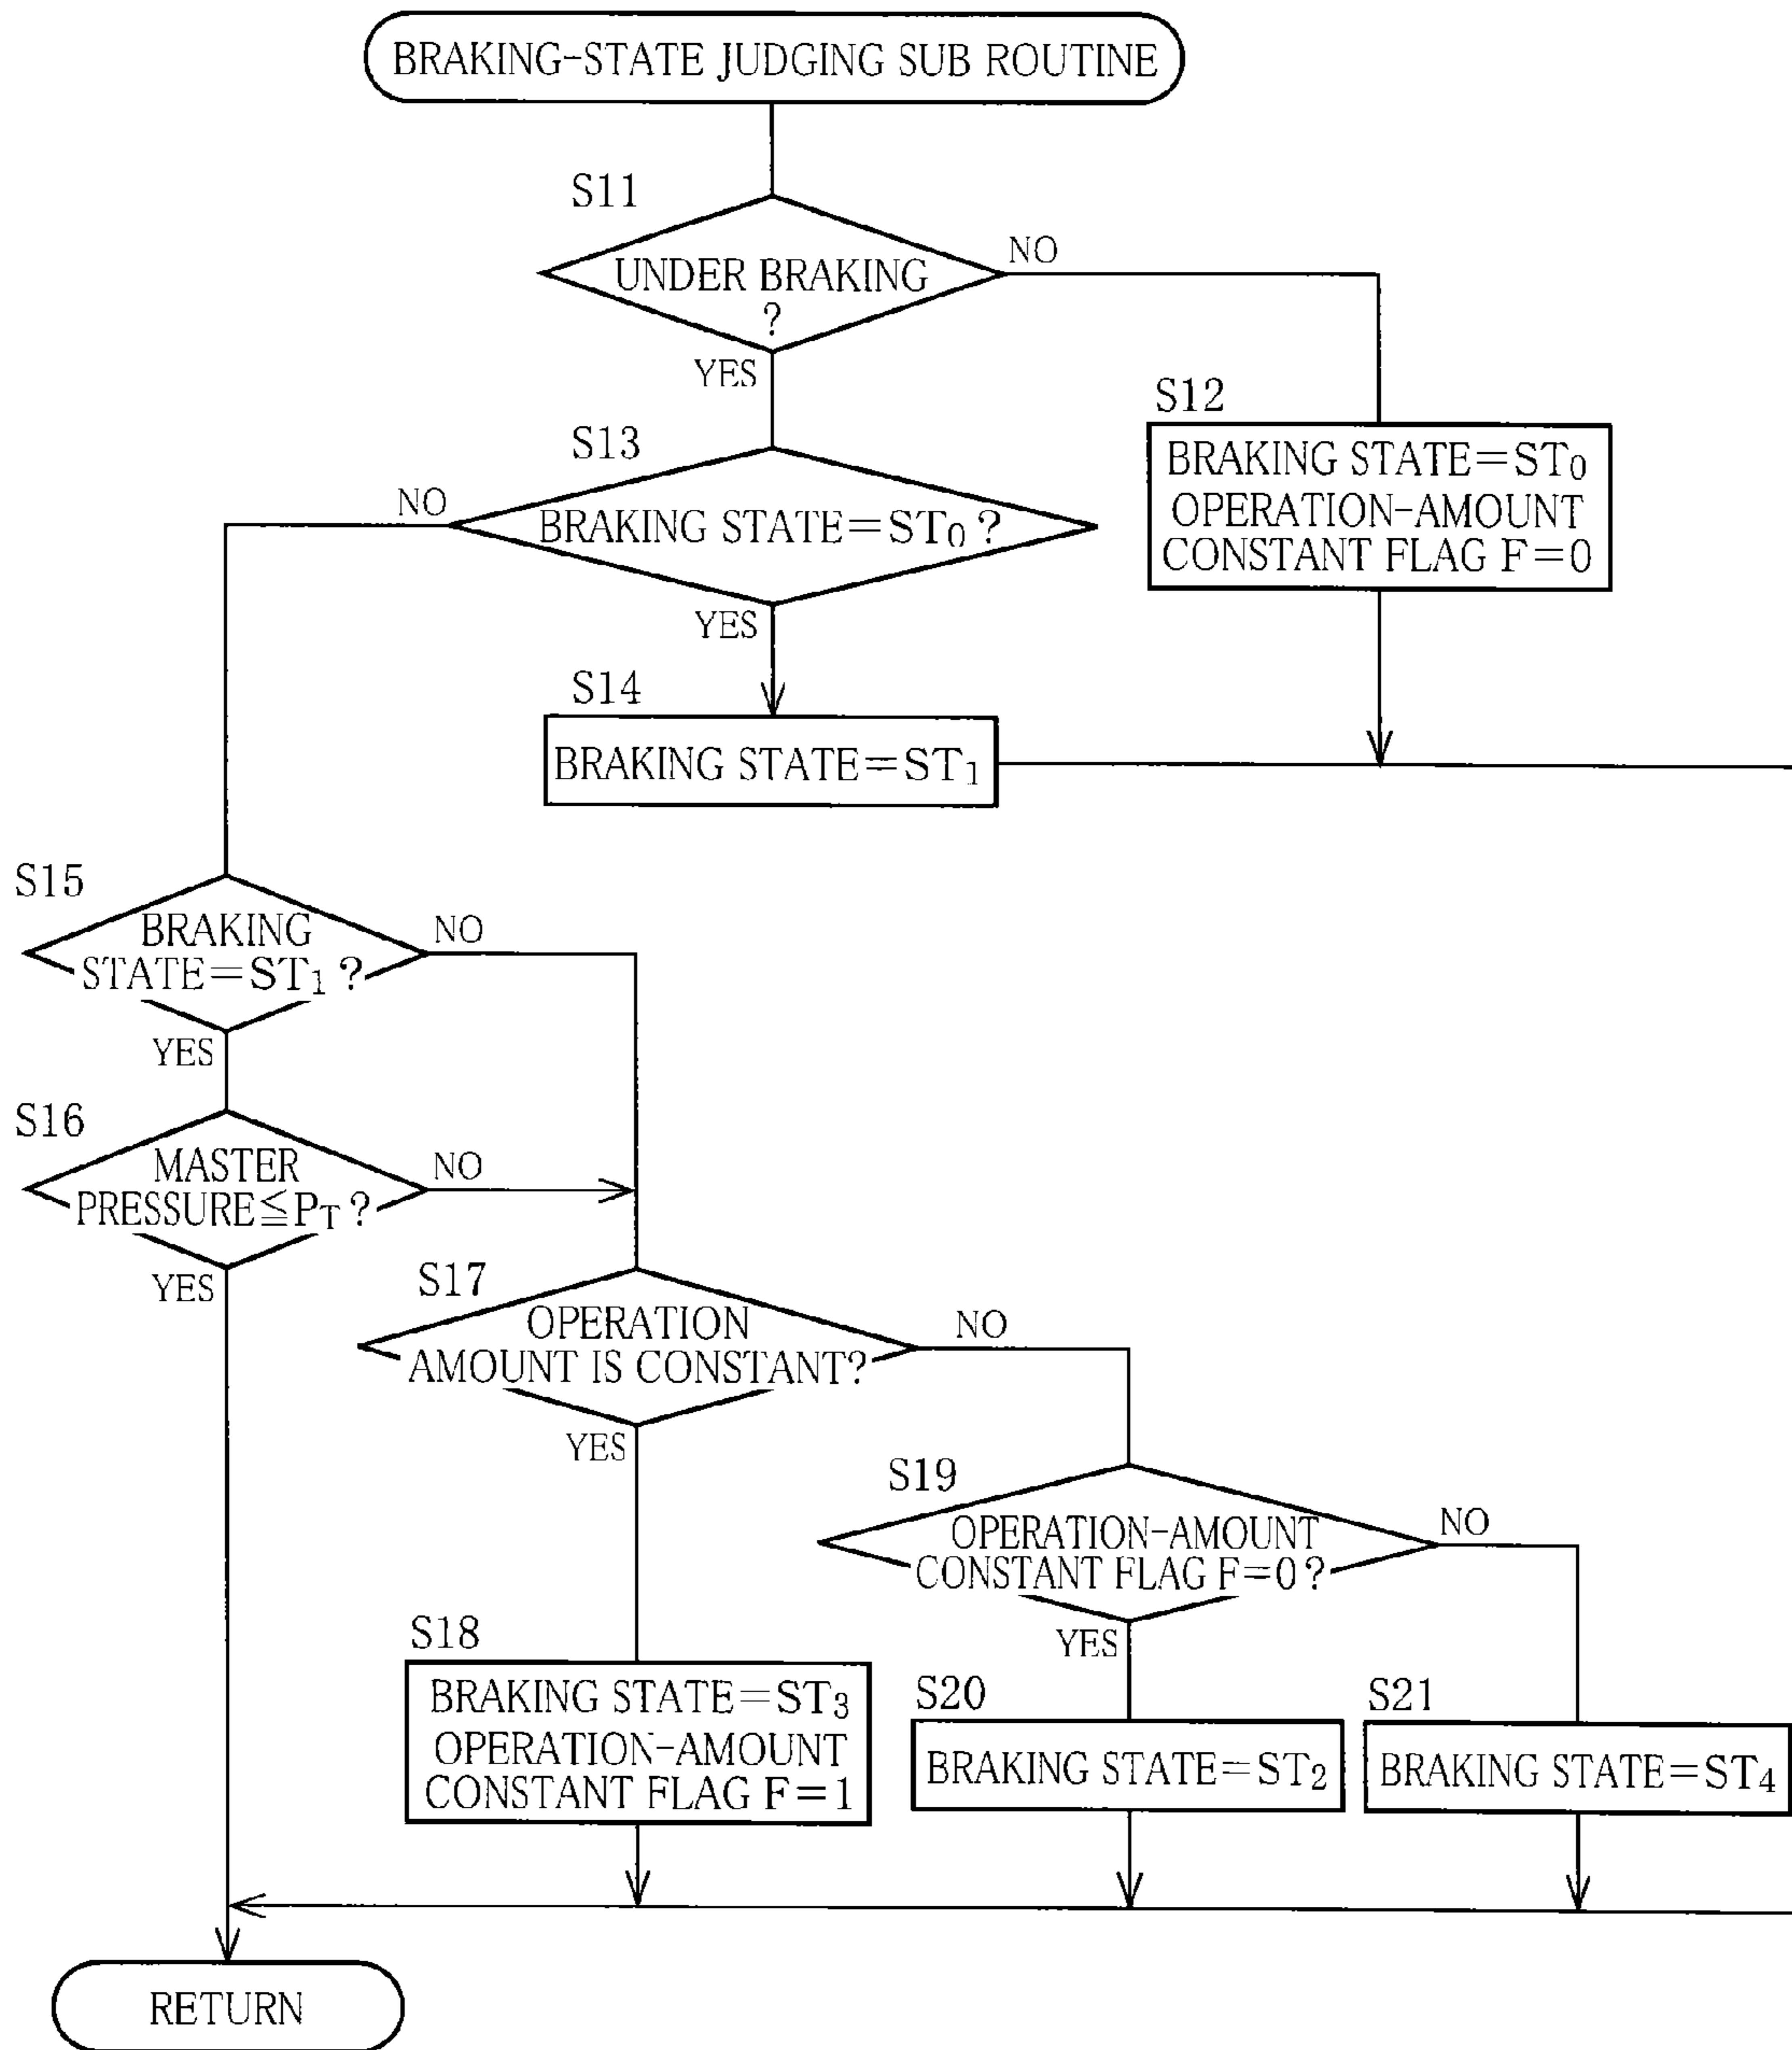 BRAKING-STATE JUDGING SUB ROUTINE
S11
UNDER BRAKING
?
NO
YES
S12
BRAKING STATE=ST₀
OPERATION-AMOUNT
CONSTANT FLAG F=0
S13
NO
BRAKING STATE=ST₀?
YES
S14
BRAKING STATE=ST₁
S15
BRAKING
STATE=ST₁?
NO
YES
S16
MASTER
PRESSURE≦P_T?
NO
YES
S17
OPERATION
AMOUNT IS CONSTANT?
NO
YES
S19
OPERATION-AMOUNT
CONSTANT FLAG F=0?
NO
YES
S18
BRAKING STATE=ST₃
OPERATION-AMOUNT
CONSTANT FLAG F=1
S20
BRAKING STATE=ST₂
S21
BRAKING STATE=ST₄
RETURN